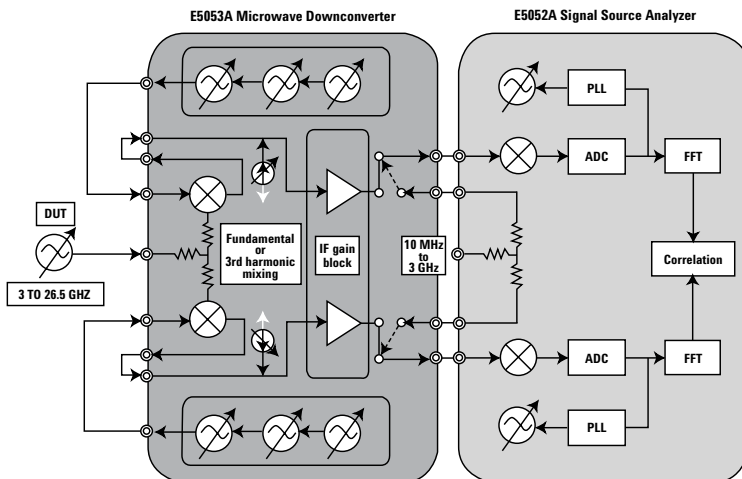 E5053A Microwave Downconverter
E5052A Signal Source Analyzer
PLL
ADC
FFT
DUT
3 TO 26.5 GHZ
Fundamental
or
3rd harmonic
mixing
IF gain
block
10 MHz
to
3 GHz
Correlation
ADC
FFT
PLL